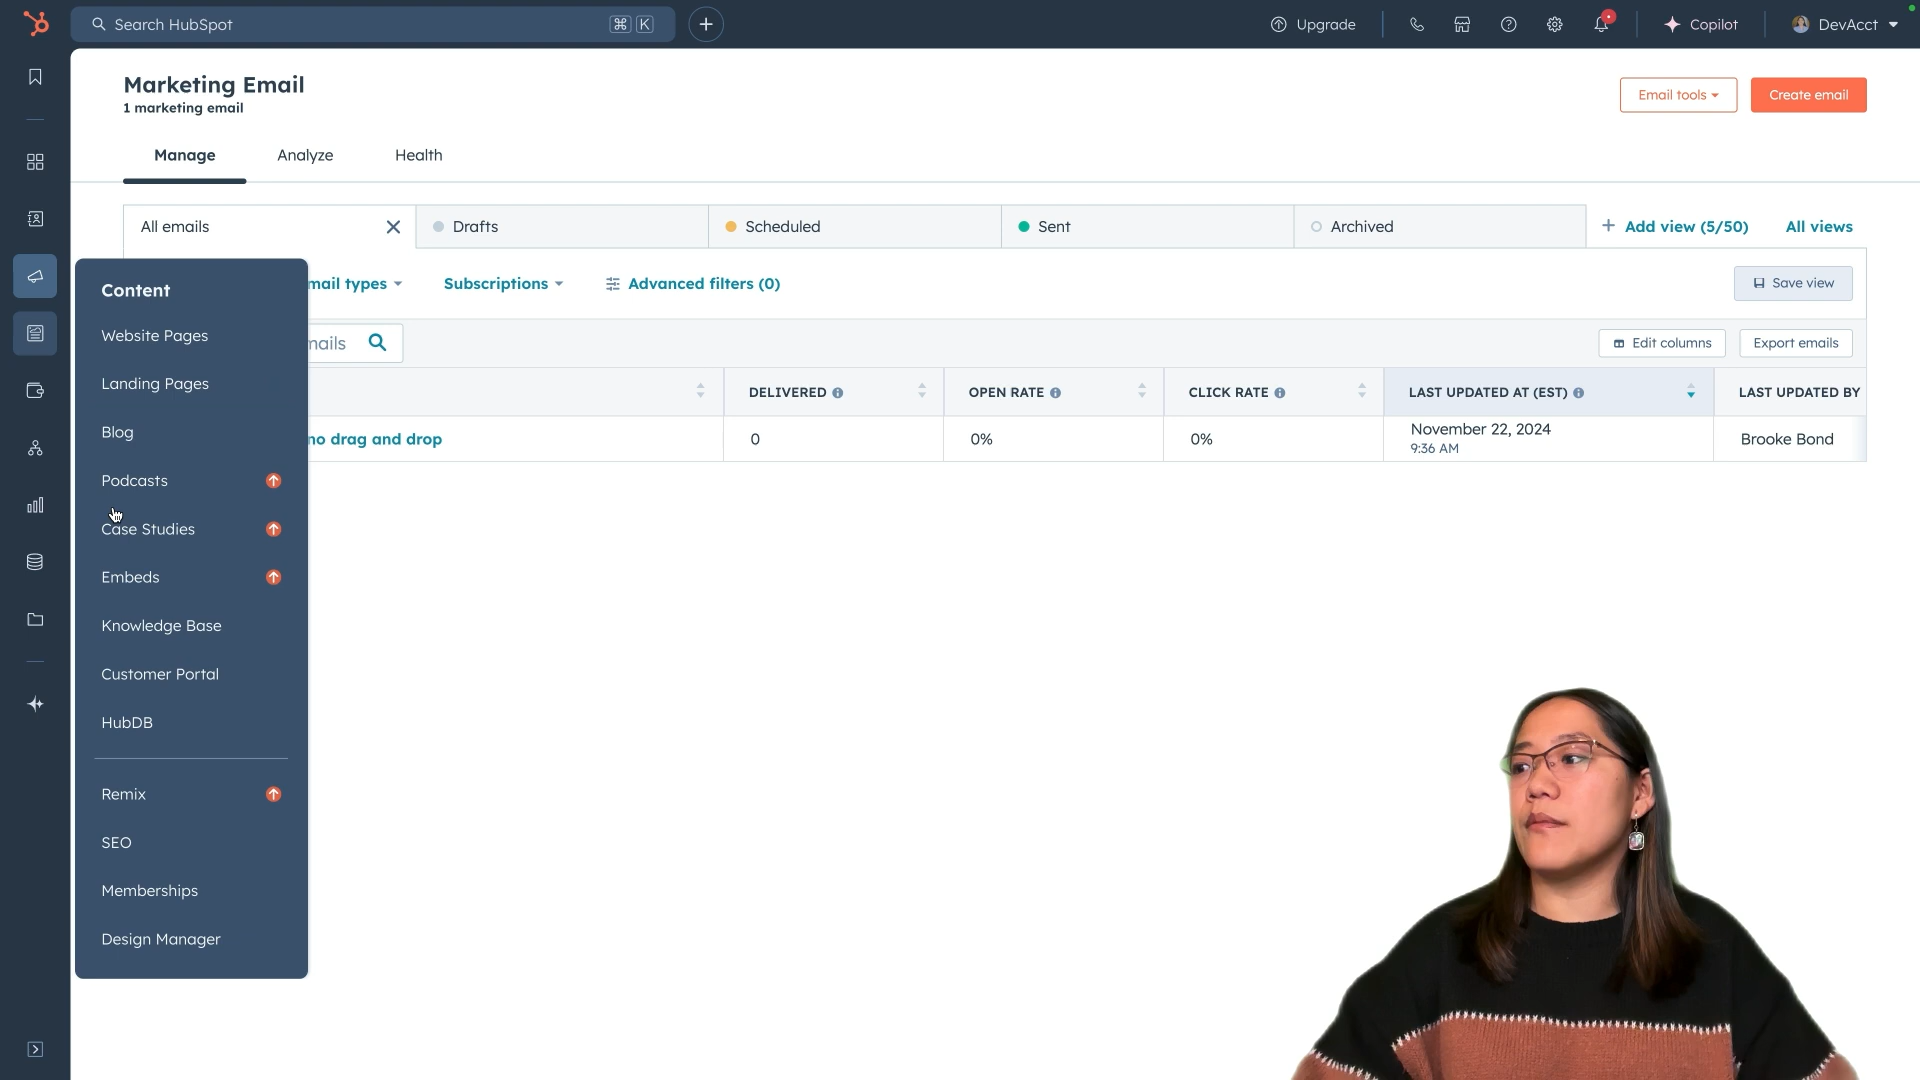 Search HubSpot
⌘ K
Upgrade
Copilot
DevAcct
Marketing Email
1 marketing email
Email tools
Create email
Manage
Analyze
Health
All emails
Drafts
Scheduled
Sent
Archived
+ Add view (5/50)
All views
Content
Website Pages
Landing Pages
Blog
Podcasts
Case Studies
Embeds
Knowledge Base
Customer Portal
HubDB
Remix
SEO
Memberships
Design Manager
mail types
Subscriptions
Advanced filters (0)
Save view
mails
Edit columns
Export emails
DELIVERED
OPEN RATE
CLICK RATE
LAST UPDATED AT (EST)
LAST UPDATED BY
no drag and drop
0
0%
0%
November 22, 2024
9:36 AM
Brooke Bond